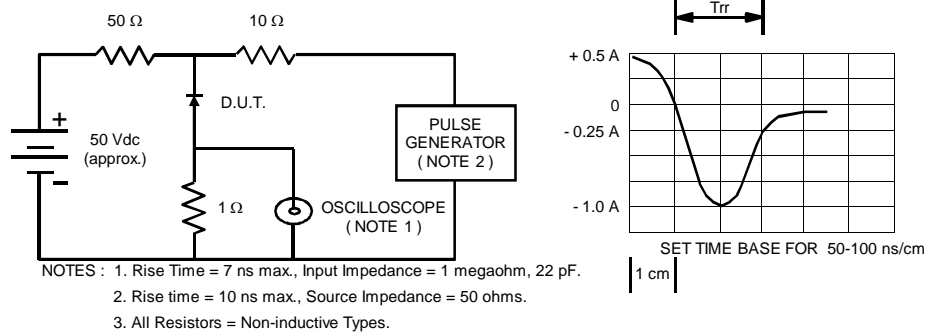 50 Ω
10 Ω
D.U.T.
+
50 Vdc
(approx.)
−
1 Ω
OSCILLOSCOPE
( NOTE 1 )
PULSE
GENERATOR
( NOTE 2 )
NOTES : 1. Rise Time = 7 ns max., Input Impedance = 1 megaohm, 22 pF.
2. Rise time = 10 ns max., Source Impedance = 50 ohms.
3. All Resistors = Non-inductive Types.
Trr
+ 0.5 A
0
- 0.25 A
- 1.0 A
SET TIME BASE FOR 50-100 ns/cm
1 cm